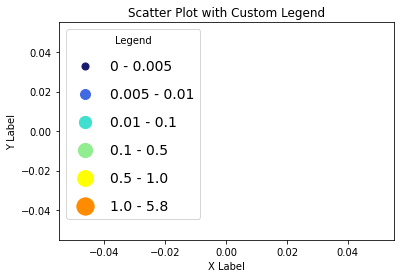 Scatter Plot with Custom Legend
Legend
0 - 0.005
0.005 - 0.01
0.01 - 0.1
0.1 - 0.5
0.5 - 1.0
1.0 - 5.8
Y Label
0.04
0.02
0.00
−0.02
−0.04
−0.04 −0.02 0.00 0.02 0.04
X Label